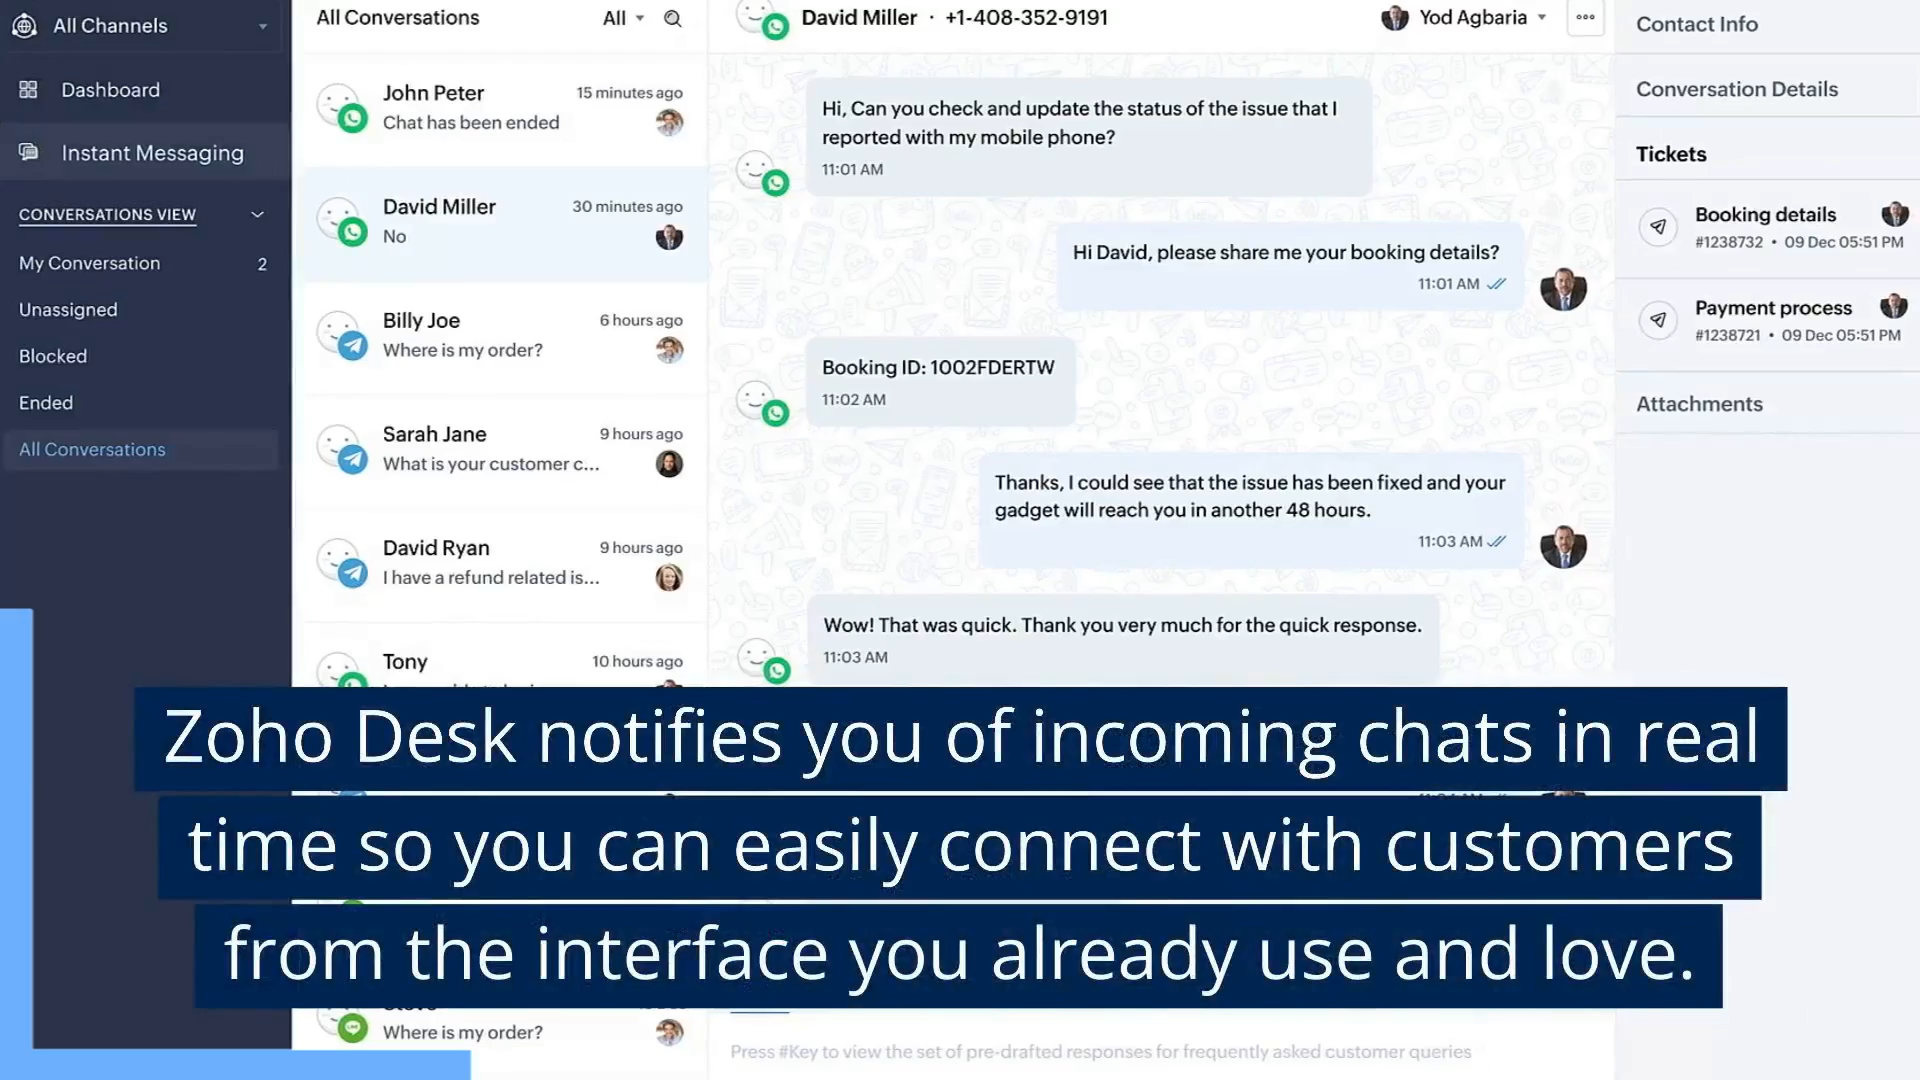 All Channels
Dashboard
Instant Messaging
CONVERSATIONS VIEW
My Conversation 2
Unassigned
Blocked
Ended
All Conversations
All Conversations All
John Peter 15 minutes ago
Chat has been ended
David Miller 30 minutes ago
No
Billy Joe 6 hours ago
Where is my order?
Sarah Jane 9 hours ago
What is your customer c...
David Ryan 9 hours ago
I have a refund related is...
Tony 10 hours ago
Where is my order?
David Miller · +1-408-352-9191 Yod Agbaria
Hi, Can you check and update the status of the issue that I
reported with my mobile phone?
11:01 AM
Hi David, please share me your booking details?
11:01 AM
Booking ID: 1002FDERTW
11:02 AM
Thanks, I could see that the issue has been fixed and your
gadget will reach you in another 48 hours.
11:03 AM
Wow! That was quick. Thank you very much for the quick response.
11:03 AM
Press #Key to view the set of pre-drafted responses for frequently asked customer queries
Contact Info
Conversation Details
Tickets
Booking details
#1238732 • 09 Dec 05:51 PM
Payment process
#1238721 • 09 Dec 05:51 PM
Attachments
Zoho Desk notifies you of incoming chats in real
time so you can easily connect with customers
from the interface you already use and love.